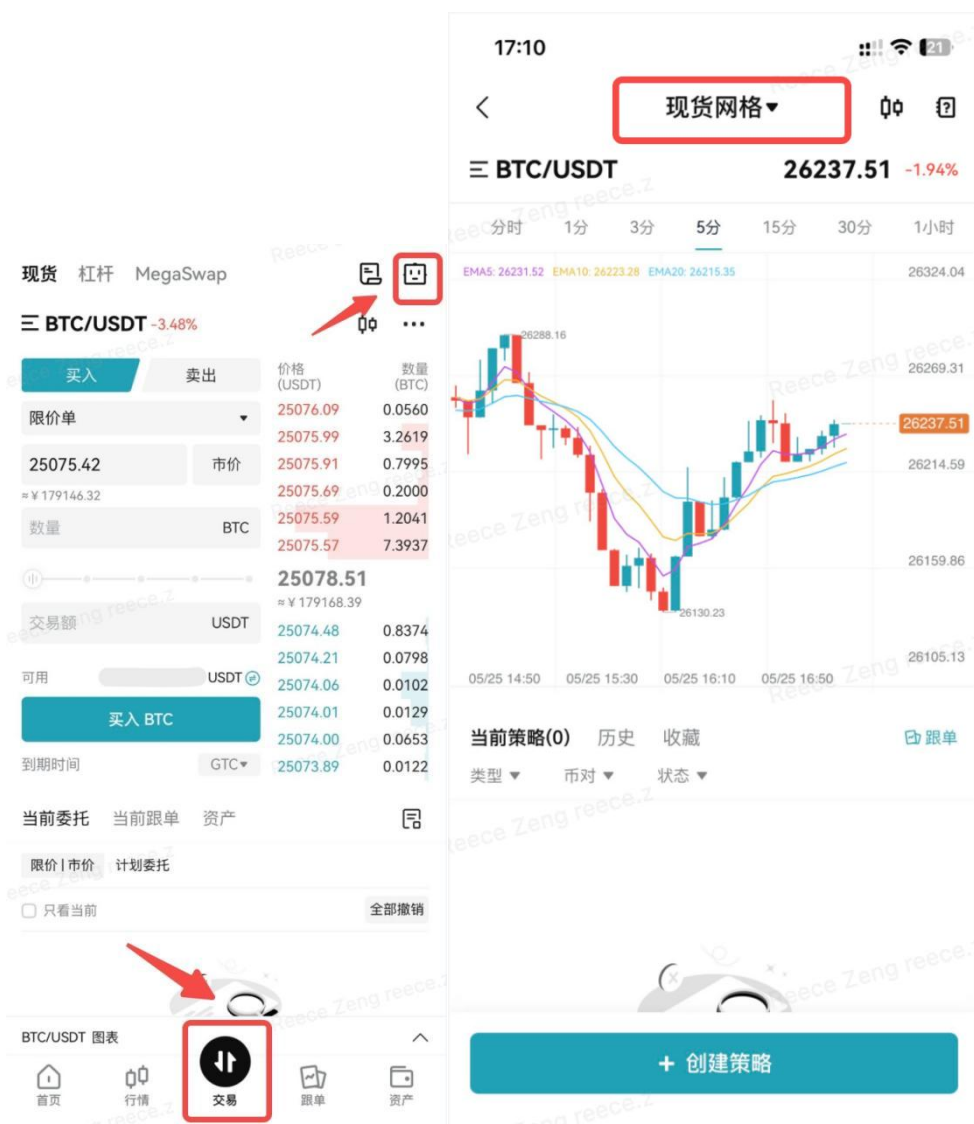 现货 杠杆 MegaSwap
BTC/USDT -3.48%
买入 卖出
限价单
25075.42 市价
≈¥179146.32
数量 BTC
交易额 USDT
可用 USDT
买入 BTC
到期时间 GTC
价格 数量
(USDT) (BTC)
25076.09 0.0560
25075.99 3.2619
25075.91 0.7995
25075.69 0.2000
25075.59 1.2041
25075.57 7.3937
25078.51
≈¥179168.39
25074.48 0.8374
25074.21 0.0798
25074.06 0.0102
25074.01 0.0129
25074.00 0.0653
25073.89 0.0122
当前委托 当前跟单 资产
限价|市价 计划委托
只看当前 全部撤销
BTC/USDT 图表
首页 行情 交易 跟单 资产
17:10 21
现货网格
BTC/USDT 26237.51 -1.94%
分时 1分 3分 5分 15分 30分 1小时
EMA5: 26231.52 EMA10: 26223.28 EMA20: 26215.35
26324.04
26288.16
26269.31
26237.51
26214.59
26159.86
26130.23
26105.13
05/25 14:50 05/25 15:30 05/25 16:10 05/25 16:50
当前策略(0) 历史 收藏 跟单
类型 币对 状态
+ 创建策略
Reece Zeng reece.z